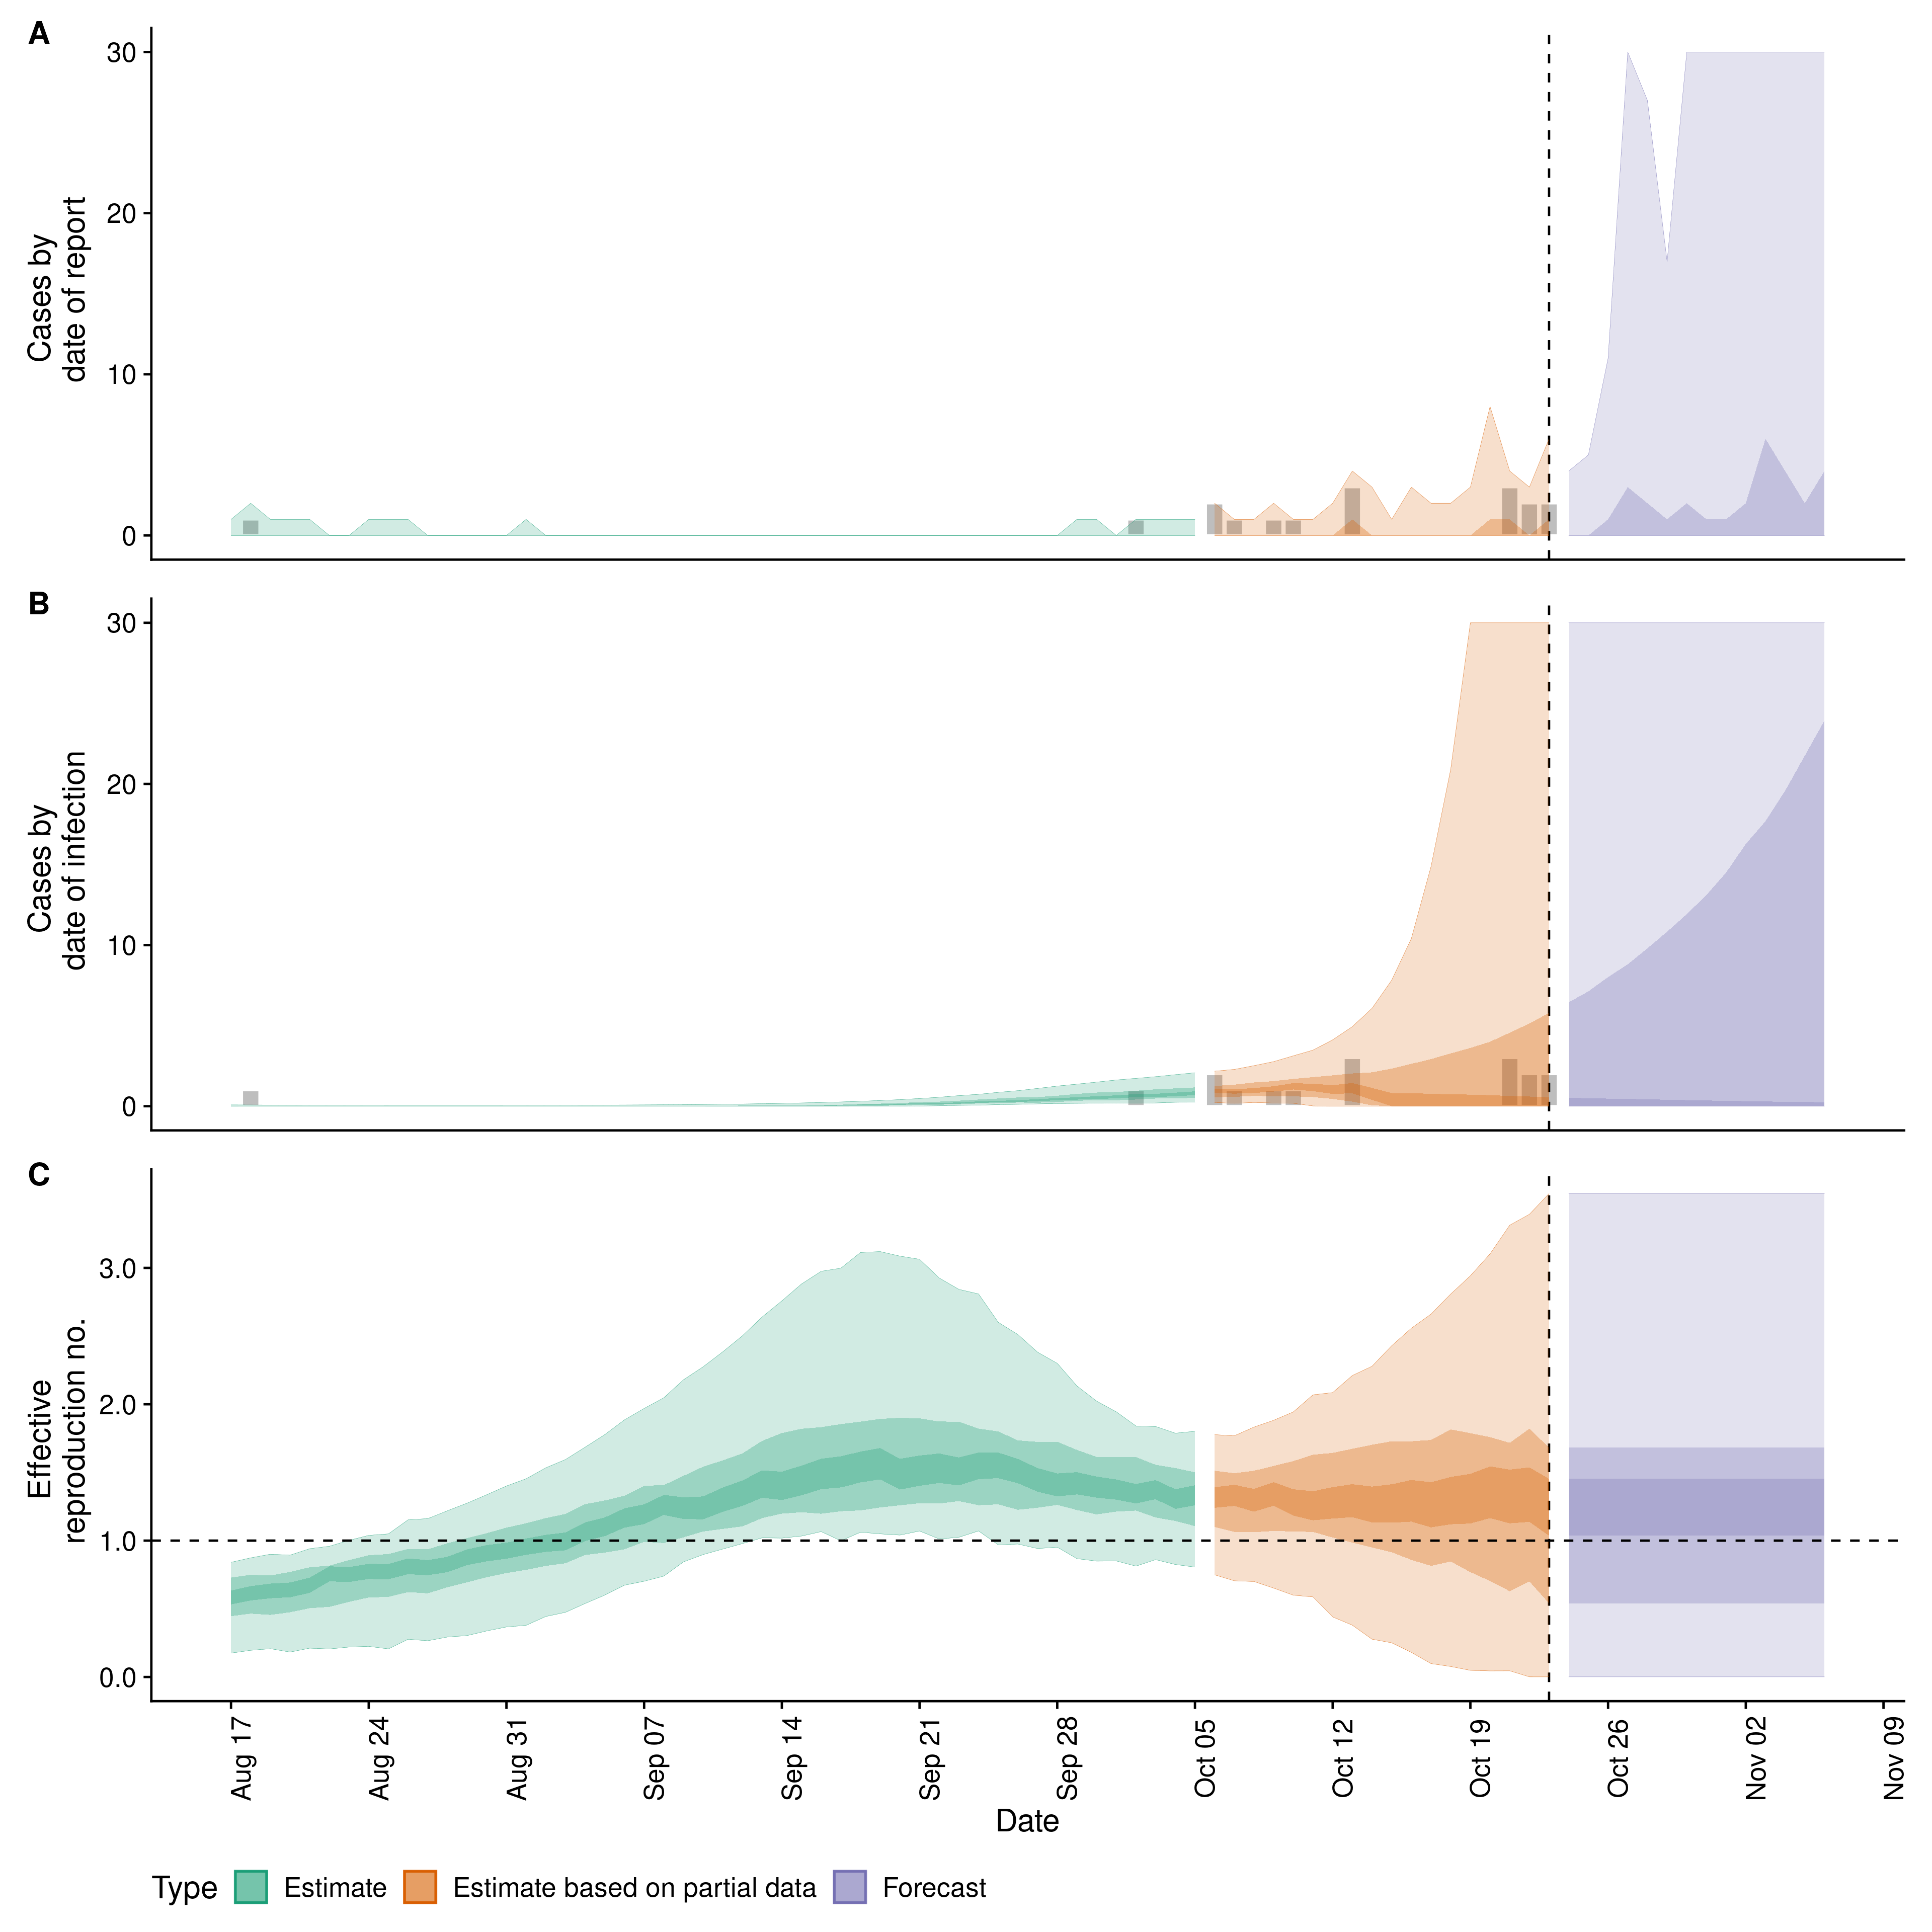 A
30
20
10
0
Cases by
date of report
B
30
20
10
0
Cases by
date of infection
C
3.0
2.0
1.0
0.0
Effective
reproduction no.
Aug 17
Aug 24
Aug 31
Sep 07
Sep 14
Sep 21
Sep 28
Oct 05
Oct 12
Oct 19
Oct 26
Nov 02
Nov 09
Date
Type Estimate Estimate based on partial data Forecast